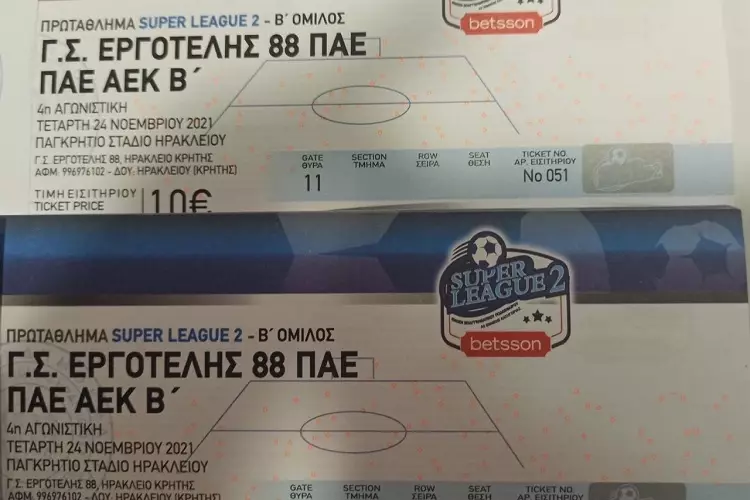 betsson
ΠΡΩΤΑΘΛΗΜΑ SUPER LEAGUE 2 - Β΄ ΟΜΙΛΟΣ
Γ.Σ. ΕΡΓΟΤΕΛΗΣ 88 ΠΑΕ
ΠΑΕ ΑΕΚ Β΄
4η ΑΓΩΝΙΣΤΙΚΗ
ΤΕΤΑΡΤΗ 24 ΝΟΕΜΒΡΙΟΥ 2021
ΠΑΓΚΡΗΤΙΟ ΣΤΑΔΙΟ ΗΡΑΚΛΕΙΟΥ
Γ.Σ. ΕΡΓΟΤΕΛΗΣ 88, ΗΡΑΚΛΕΙΟ ΚΡΗΤΗΣ
ΑΦΜ: 996976102 - ΔΟΥ: ΗΡΑΚΛΕΙΟΥ (ΚΡΗΤΗΣ)
GATE SECTION ROW SEAT TICKET NO.
ΘΥΡΑ ΤΜΗΜΑ ΣΕΙΡΑ ΘΕΣΗ ΑΡ. ΕΙΣΙΤΗΡΙΟΥ
11 No 051
ΤΙΜΗ ΕΙΣΙΤΗΡΙΟΥ
TICKET PRICE 10€
SUPER
LEAGUE 2
betsson
ΠΡΩΤΑΘΛΗΜΑ SUPER LEAGUE 2 - Β΄ ΟΜΙΛΟΣ
Γ.Σ. ΕΡΓΟΤΕΛΗΣ 88 ΠΑΕ
ΠΑΕ ΑΕΚ Β΄
4η ΑΓΩΝΙΣΤΙΚΗ
ΤΕΤΑΡΤΗ 24 ΝΟΕΜΒΡΙΟΥ 2021
ΠΑΓΚΡΗΤΙΟ ΣΤΑΔΙΟ ΗΡΑΚΛΕΙΟΥ
Γ.Σ. ΕΡΓΟΤΕΛΗΣ 88, ΗΡΑΚΛΕΙΟ ΚΡΗΤΗΣ
ΑΦΜ: 996976102 - ΔΟΥ: ΗΡΑΚΛΕΙΟΥ (ΚΡΗΤΗΣ)
GATE SECTION ROW SEAT TICKET NO.
ΘΥΡΑ ΤΜΗΜΑ ΣΕΙΡΑ ΘΕΣΗ ΑΡ. ΕΙΣΙΤΗΡΙΟΥ